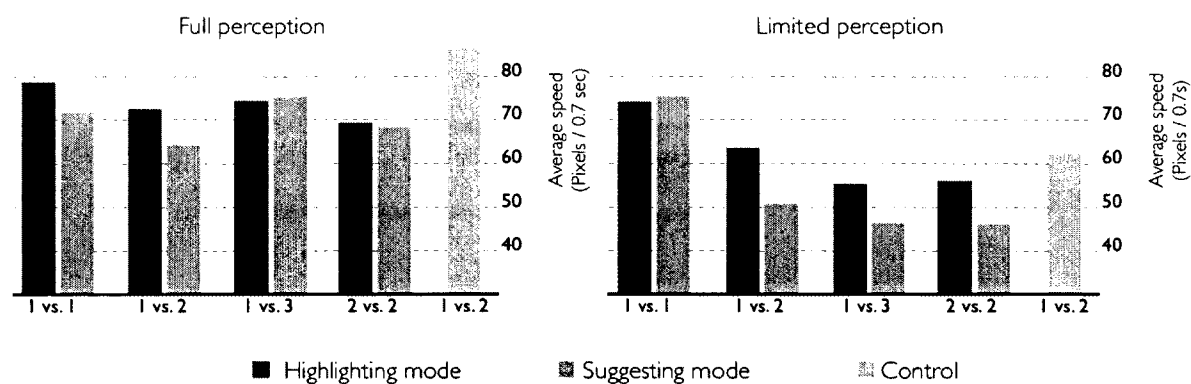 Full perception
80
70
60
50
40
Average speed
(Pixels / 0.7 sec)
1 vs. 1
1 vs. 2
1 vs. 3
2 vs. 2
1 vs. 2
Limited perception
80
70
60
50
40
Average speed
(Pixels / 0.7s)
1 vs. 1
1 vs. 2
1 vs. 3
2 vs. 2
1 vs. 2
Highlighting mode
Suggesting mode
Control